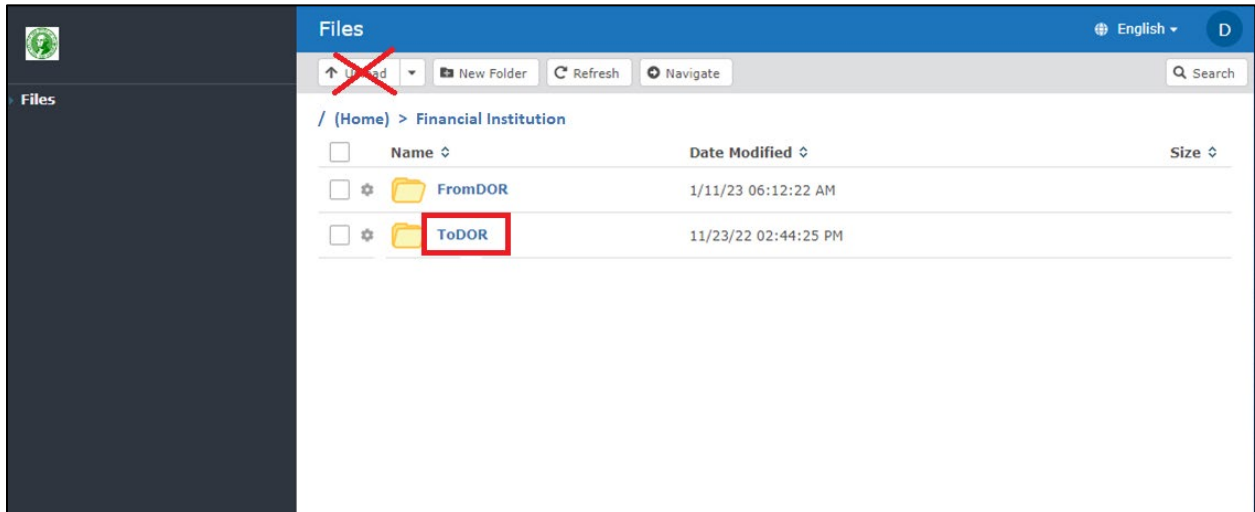 Files
English
D
New Folder
Refresh
Navigate
Search
Files
/ (Home) > Financial Institution
Name
Date Modified
Size
FromDOR
1/11/23 06:12:22 AM
ToDOR
11/23/22 02:44:25 PM